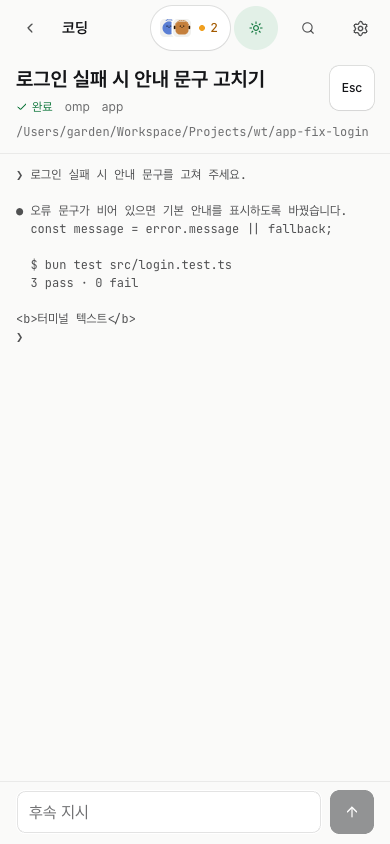 코딩
2
로그인 실패 시 안내 문구 고치기
Esc
완료 omp app
/Users/garden/Workspace/Projects/wt/app-fix-login
❯ 로그인 실패 시 안내 문구를 고쳐 주세요.
● 오류 문구가 비어 있으면 기본 안내를 표시하도록 바꿨습니다.
const message = error.message || fallback;
$ bun test src/login.test.ts
3 pass · 0 fail
<b>터미널 텍스트</b>
❯
후속 지시